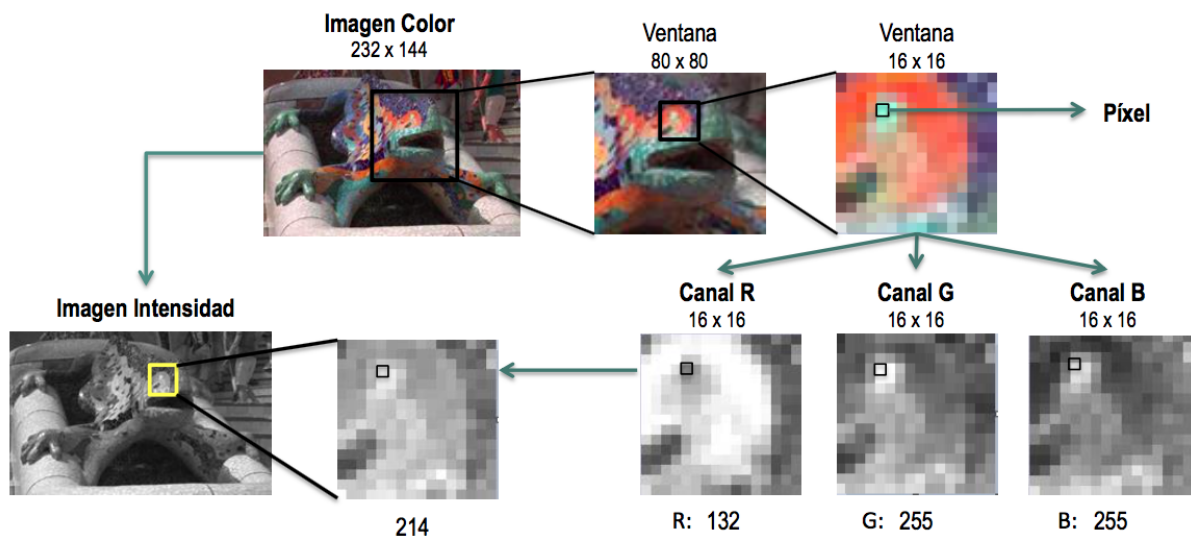 Imagen Color
232 x 144
Ventana
80 x 80
Ventana
16 x 16
Píxel
Imagen Intensidad
Canal R
16 x 16
Canal G
16 x 16
Canal B
16 x 16
214
R: 132
G: 255
B: 255